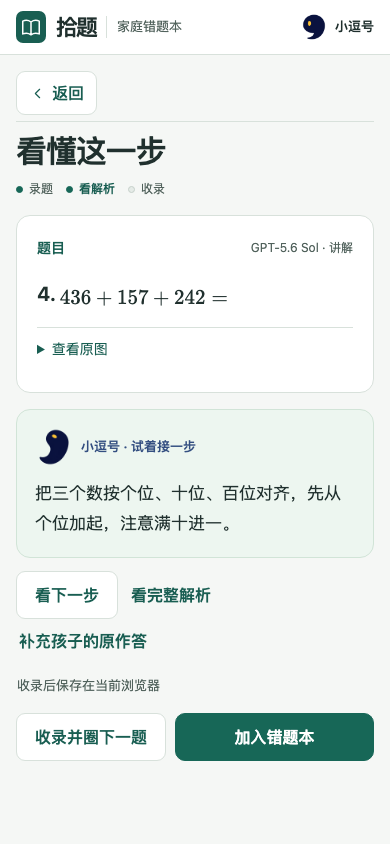 拾题 家庭错题本 小逗号
返回
看懂这一步
录题 看解析 收录
题目 GPT-5.6 Sol · 讲解
4. 436 + 157 + 242 =
查看原图
小逗号 · 试着接一步
把三个数按个位、十位、百位对齐，先从
个位加起，注意满十进一。
看下一步 看完整解析
补充孩子的原作答
收录后保存在当前浏览器
收录并圈下一题 加入错题本